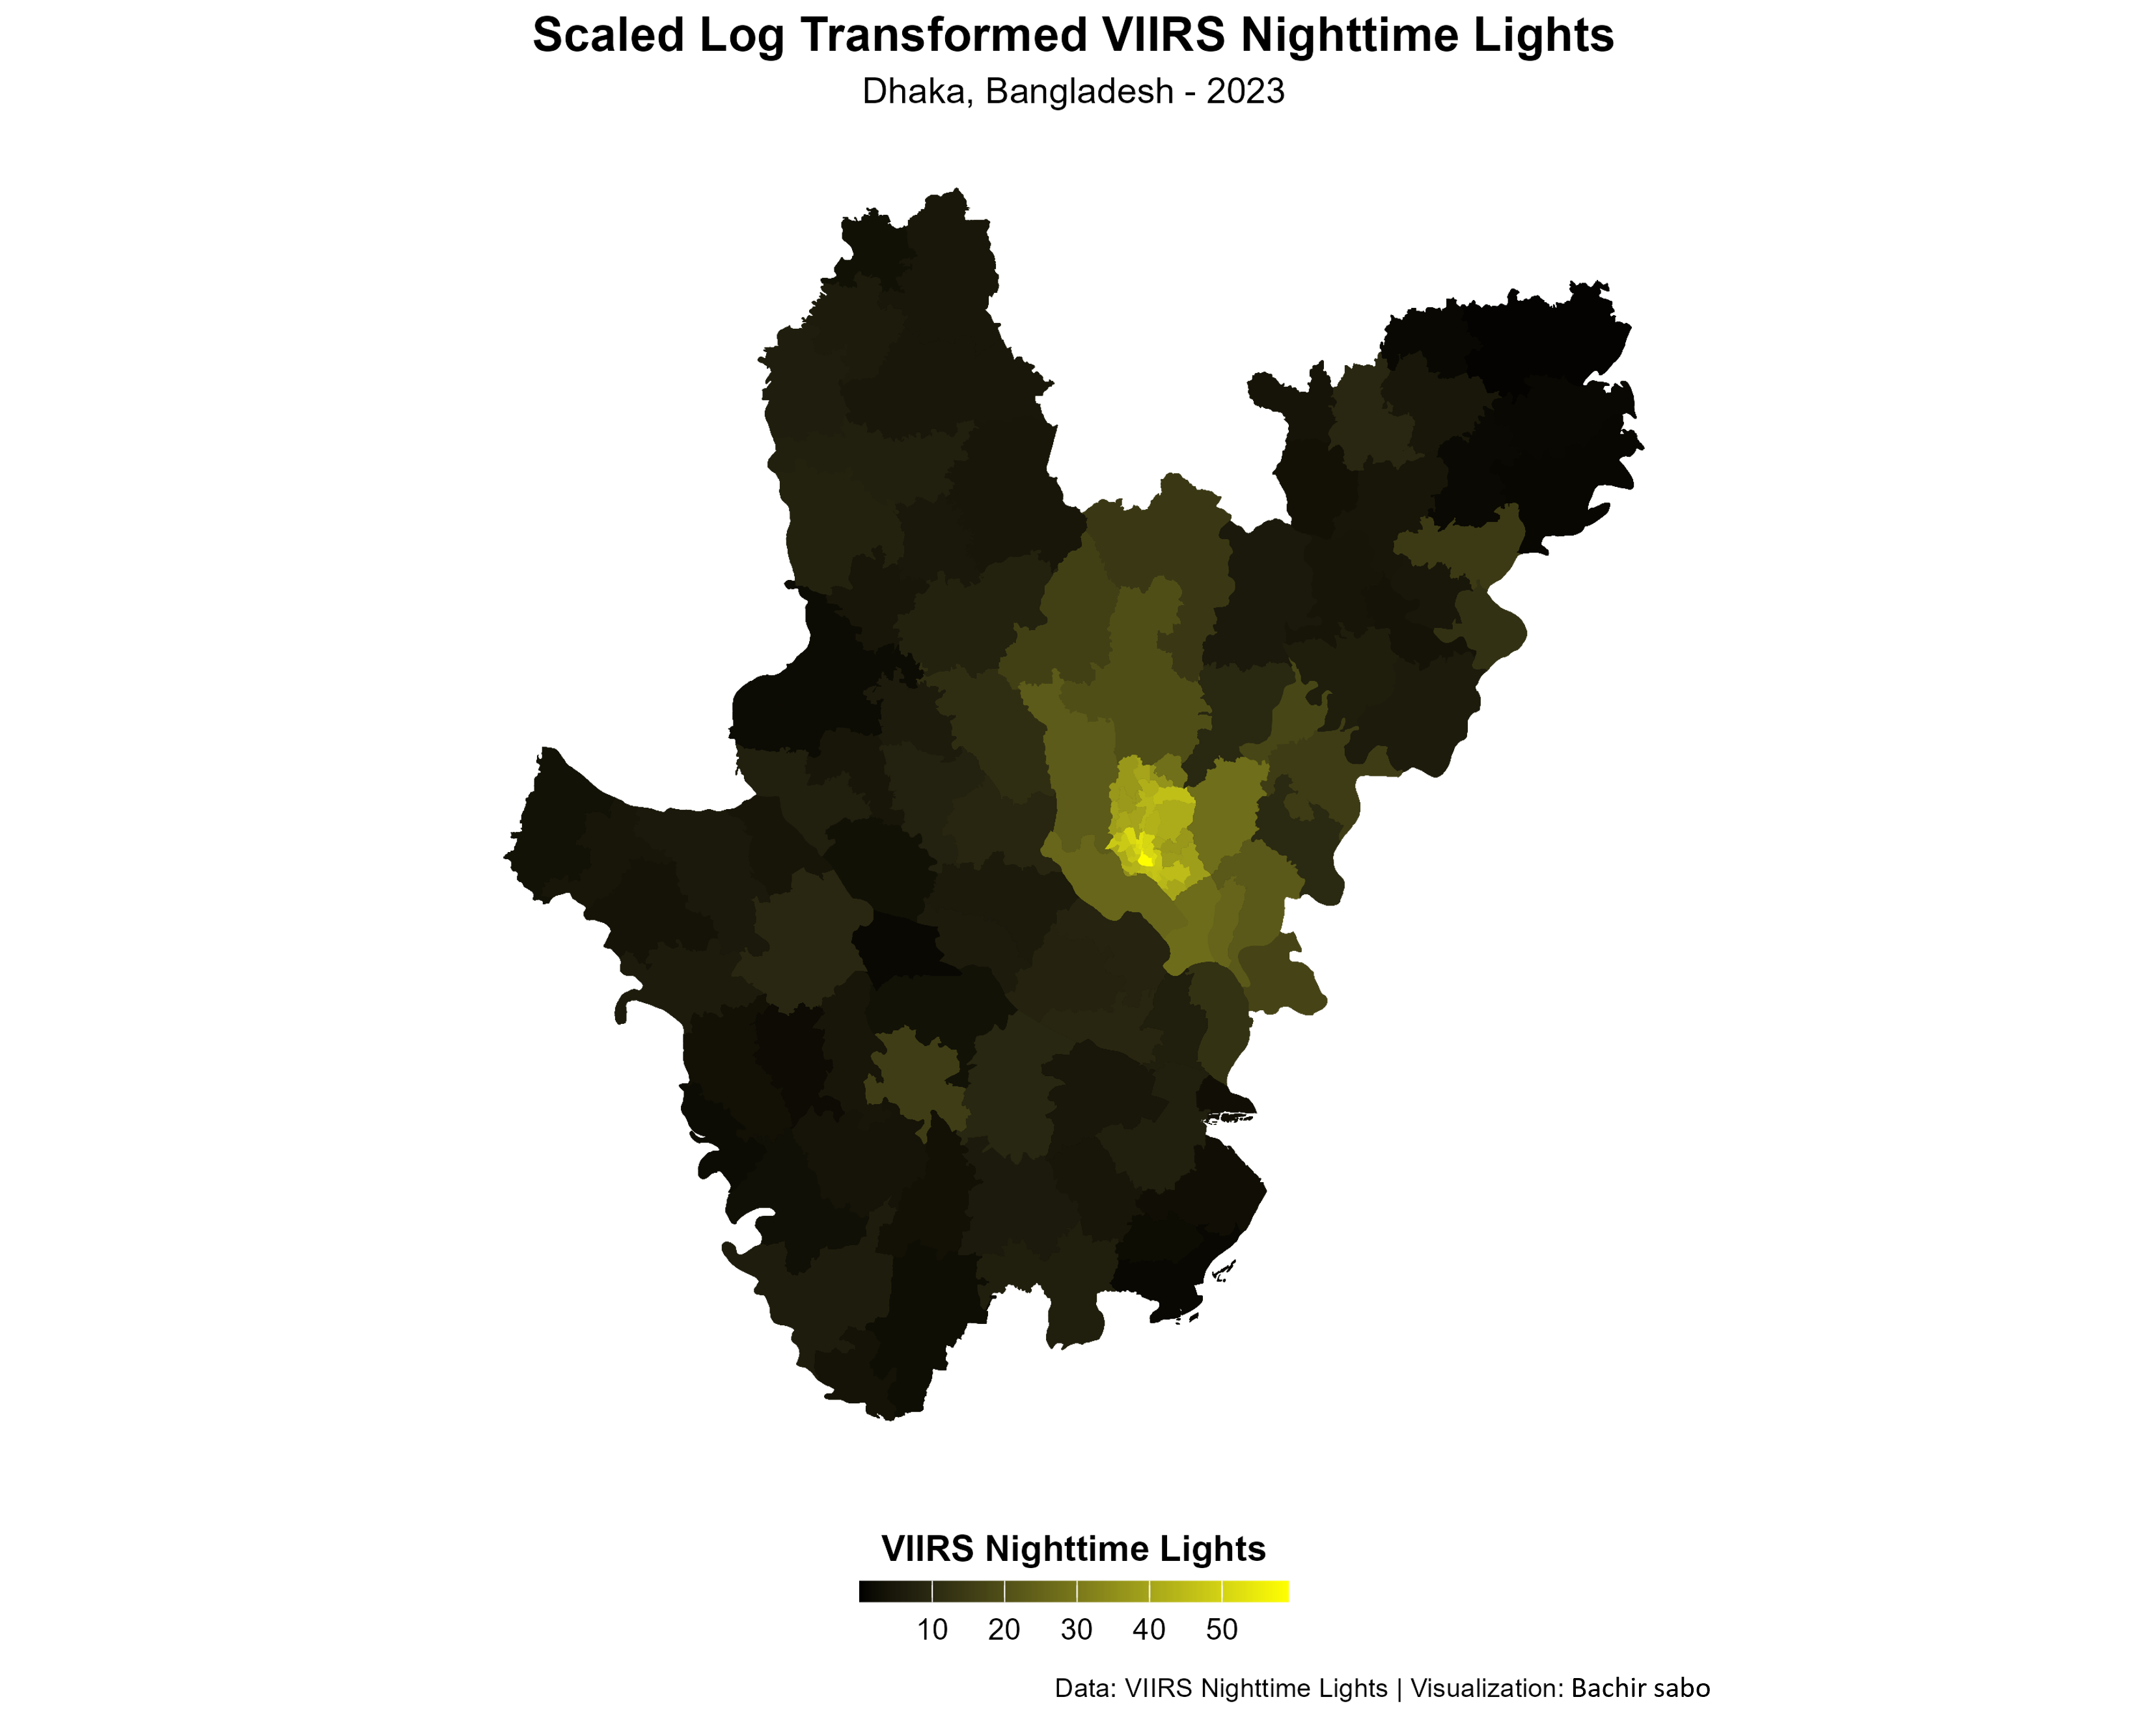 Scaled Log Transformed VIIRS Nighttime Lights
Dhaka, Bangladesh - 2023
VIIRS Nighttime Lights
10 20 30 40 50
Data: VIIRS Nighttime Lights | Visualization: Bachir sabo